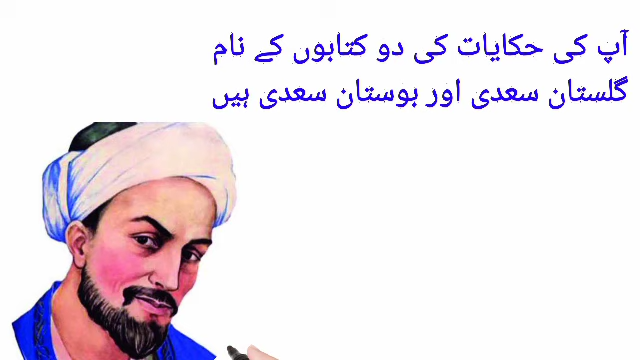 آپ کی حکایات کی دو کتابوں کے نام
گلستان سعدی اور بوستان سعدی ہیں